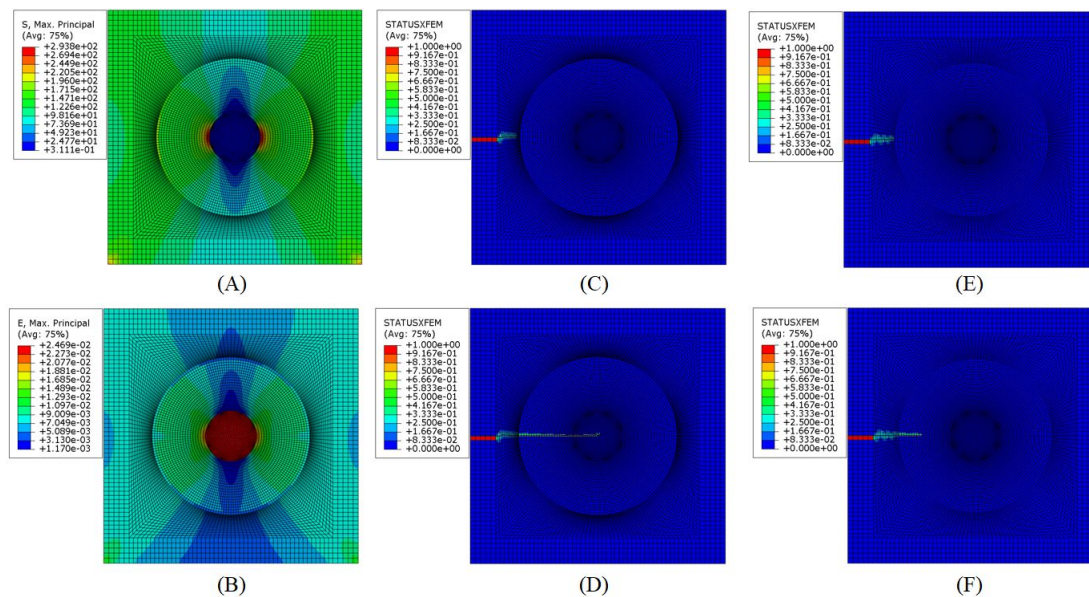 S, Max. Principal
(Avg: 75%)
+2.938e+02
+2.694e+02
+2.449e+02
+2.205e+02
+1.960e+02
+1.715e+02
+1.471e+02
+1.226e+02
+9.816e+01
+7.369e+01
+4.923e+01
+2.477e+01
+3.111e-01
(A)
STATUSXFEM
(Avg: 75%)
+1.000e+00
+9.167e-01
+8.333e-01
+7.500e-01
+6.667e-01
+5.833e-01
+5.000e-01
+4.167e-01
+3.333e-01
+2.500e-01
+1.667e-01
+8.333e-02
+0.000e+00
(C)
STATUSXFEM
(Avg: 75%)
+1.000e+00
+9.167e-01
+8.333e-01
+7.500e-01
+6.667e-01
+5.833e-01
+5.000e-01
+4.167e-01
+3.333e-01
+2.500e-01
+1.667e-01
+8.333e-02
+0.000e+00
(E)
E, Max. Principal
(Avg: 75%)
+2.469e-02
+2.273e-02
+2.077e-02
+1.881e-02
+1.685e-02
+1.489e-02
+1.293e-02
+1.097e-02
+9.009e-03
+7.049e-03
+5.089e-03
+3.130e-03
+1.170e-03
(B)
STATUSXFEM
(Avg: 75%)
+1.000e+00
+9.167e-01
+8.333e-01
+7.500e-01
+6.667e-01
+5.833e-01
+5.000e-01
+4.167e-01
+3.333e-01
+2.500e-01
+1.667e-01
+8.333e-02
+0.000e+00
(D)
STATUSXFEM
(Avg: 75%)
+1.000e+00
+9.167e-01
+8.333e-01
+7.500e-01
+6.667e-01
+5.833e-01
+5.000e-01
+4.167e-01
+3.333e-01
+2.500e-01
+1.667e-01
+8.333e-02
+0.000e+00
(F)